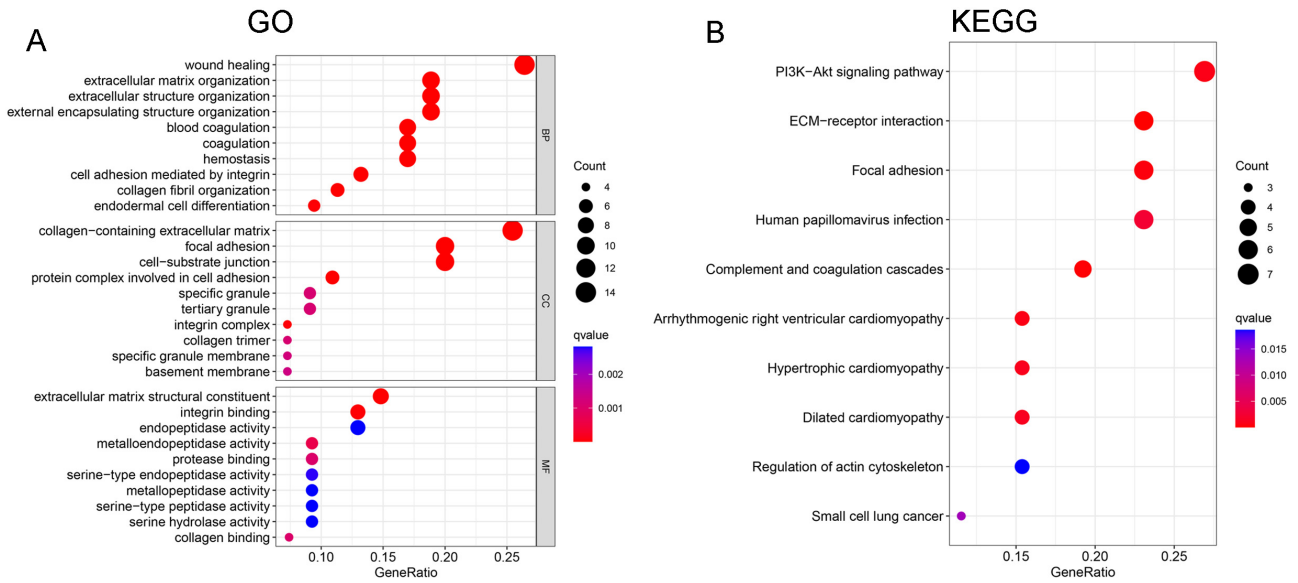 GO
A
wound healing
extracellular matrix organization
extracellular structure organization
external encapsulating structure organization
blood coagulation
coagulation
hemostasis
cell adhesion mediated by integrin
collagen fibril organization
endodermal cell differentiation
BP
collagen−containing extracellular matrix
focal adhesion
cell−substrate junction
protein complex involved in cell adhesion
specific granule
tertiary granule
integrin complex
collagen trimer
specific granule membrane
basement membrane
CC
extracellular matrix structural constituent
integrin binding
endopeptidase activity
metalloendopeptidase activity
protease binding
serine−type endopeptidase activity
metallopeptidase activity
serine−type peptidase activity
serine hydrolase activity
collagen binding
MF
0.10 0.15 0.20 0.25
GeneRatio
Count
4
6
8
10
12
14
qvalue
0.002
0.001
KEGG
B
PI3K−Akt signaling pathway
ECM−receptor interaction
Focal adhesion
Human papillomavirus infection
Complement and coagulation cascades
Arrhythmogenic right ventricular cardiomyopathy
Hypertrophic cardiomyopathy
Dilated cardiomyopathy
Regulation of actin cytoskeleton
Small cell lung cancer
0.15 0.20 0.25
GeneRatio
Count
3
4
5
6
7
qvalue
0.015
0.010
0.005